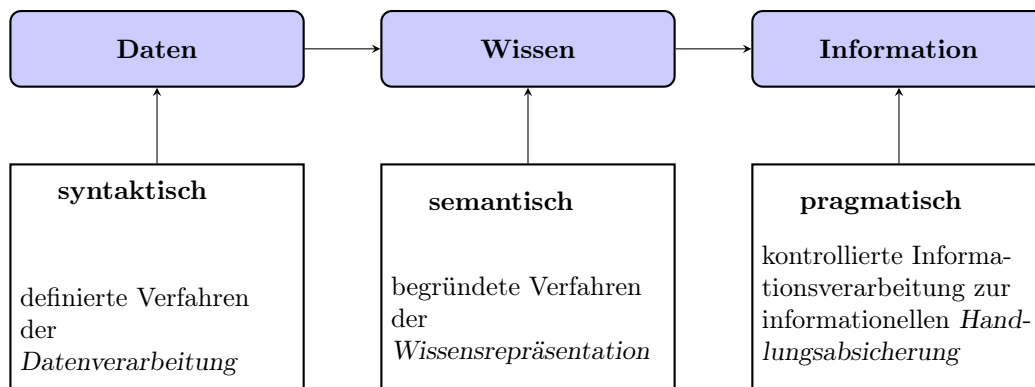 Daten
Wissen
Information
syntaktisch
definierte Verfahren
der
Datenverarbeitung
semantisch
begründete Verfahren
der
Wissensrepräsentation
pragmatisch
kontrollierte Informa-
tionsverarbeitung zur
informationellen Hand-
lungsabsicherung